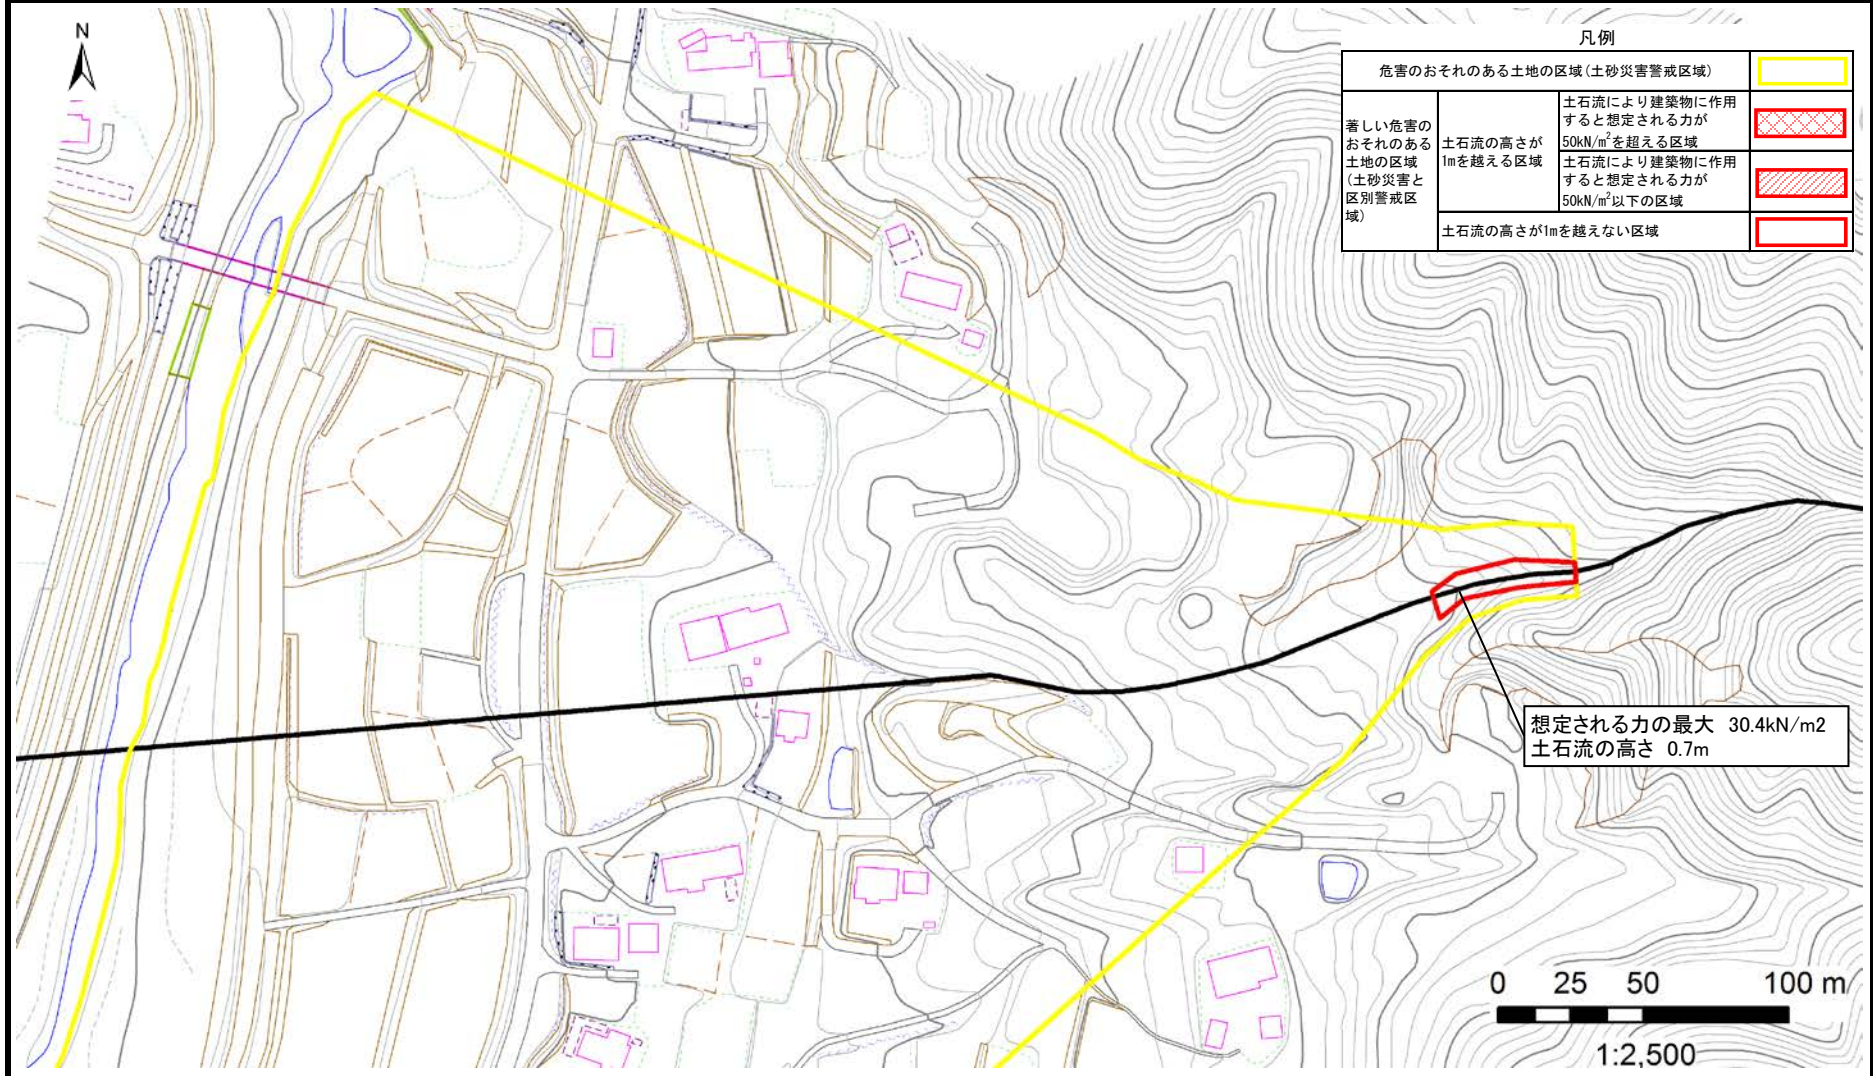 N
凡例
危害のおそれのある土地の区域(土砂災害警戒区域)
著しい危害の
おそれのある
土地の区域
(土砂災害と
区別警戒区
域)
土石流の高さが
1mを越える区域
土石流により建築物に作用
すると想定される力が
50kN/m²を超える区域
土石流により建築物に作用
すると想定される力が
50kN/m²以下の区域
土石流の高さが1mを越えない区域
想定される力の最大 30.4kN/m2
土石流の高さ 0.7m
0 25 50 100 m
1:2,500